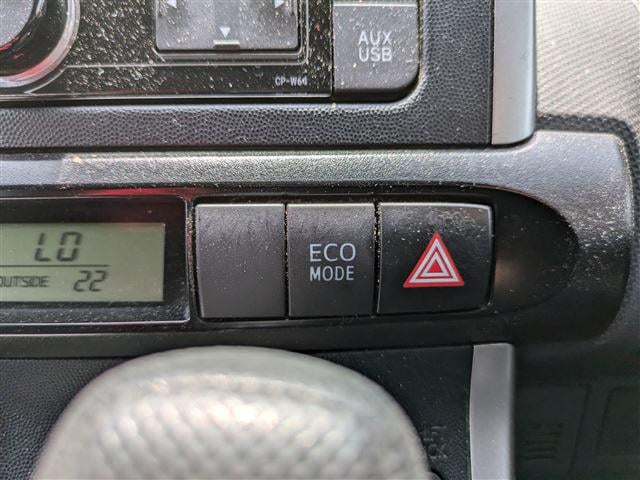 AUX
USB
CP-W64
LO
OUTSIDE 22
ECO
MODE